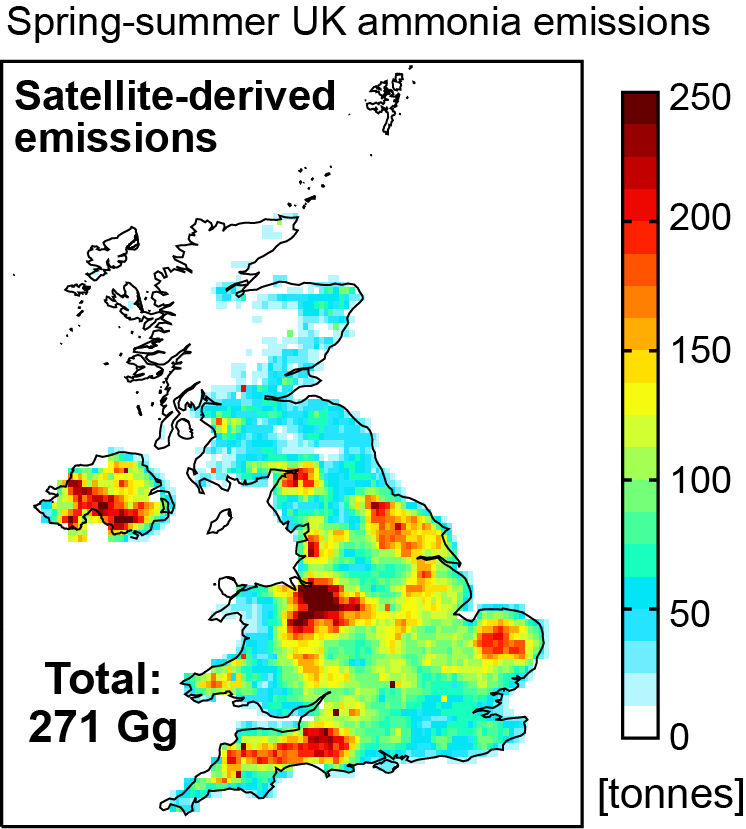 Spring-summer UK ammonia emissions
Satellite-derived
emissions
250
200
150
100
50
0
[tonnes]
Total:
271 Gg